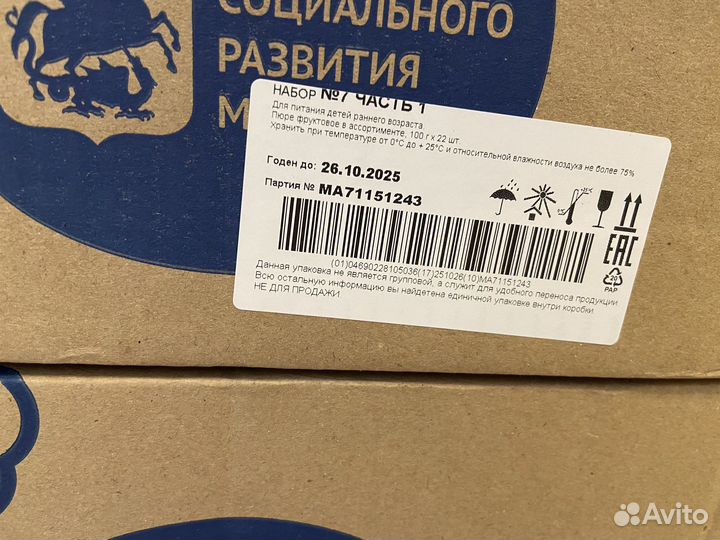 СОЦИАЛЬНОГО
РАЗВИТИЯ
М
НАБОР №7 ЧАСТЬ 1
Для питания детей раннего возраста
Пюре фруктовое в ассортименте, 100 г х 22 шт.
Хранить при температуре от 0°С до + 25°С и относительной влажности воздуха не более 75%
Годен до: 26.10.2025
Партия № МА71151243
(01)04690228105036(17)251026(10)MA71151243
Данная упаковка не является групповой, а служит для удобного переноса продукции
Всю остальную информацию вы найдетена единичной упаковке внутри коробки
НЕ ДЛЯ ПРОДАЖИ
EAC
20
PAP
Avito